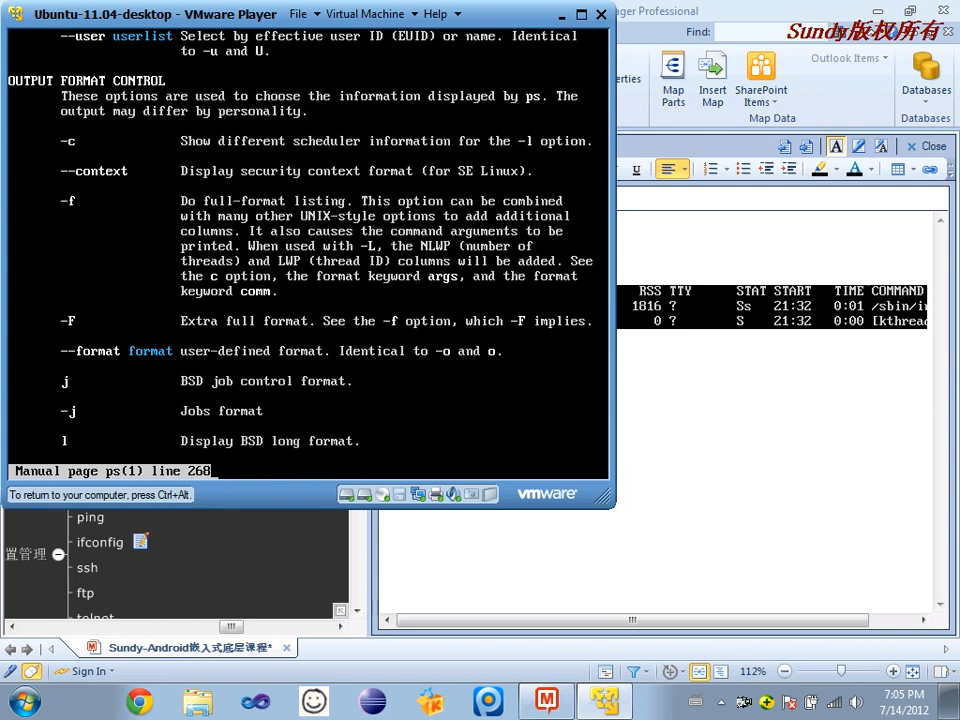 Ubuntu-11.04-desktop - VMware Player File Virtual Machine Help
ager Professional
Sundy版权所有
Find:
perties
Map Parts
Insert Map
SharePoint Items
Outlook Items
Databases
Map Data
Databases
Close
--user userlist Select by effective user ID (EUID) or name. Identical
to -u and U.
OUTPUT FORMAT CONTROL
These options are used to choose the information displayed by ps. The
output may differ by personality.
-c Show different scheduler information for the -l option.
--context Display security context format (for SE Linux).
-f Do full-format listing. This option can be combined
with many other UNIX-style options to add additional
columns. It also causes the command arguments to be
printed. When used with -L, the NLWP (number of
threads) and LWP (thread ID) columns will be added. See
the c option, the format keyword args, and the format
keyword comm.
-F Extra full format. See the -f option, which -F implies.
--format format user-defined format. Identical to -o and o.
j BSD job control format.
-j Jobs format
l Display BSD long format.
Manual page ps(1) line 268
To return to your computer, press Ctrl+Alt.
vmware
RSS TTY STAT START TIME COMMAND
1816 ? Ss 21:32 0:01 /sbin/in
0 ? S 21:32 0:00 [kthread
ping
置管理
ifconfig
ssh
ftp
telnet
Sundy-Android嵌入式底层课程*
Sign In
112%
7:05 PM
7/14/2012